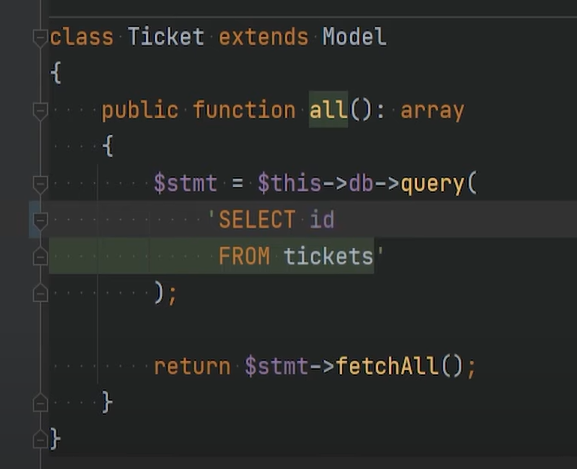 class Ticket extends Model
{
    public function all(): array
    {
        $stmt = $this->db->query(
            'SELECT id
             FROM tickets'
        );

        return $stmt->fetchAll();
    }
}